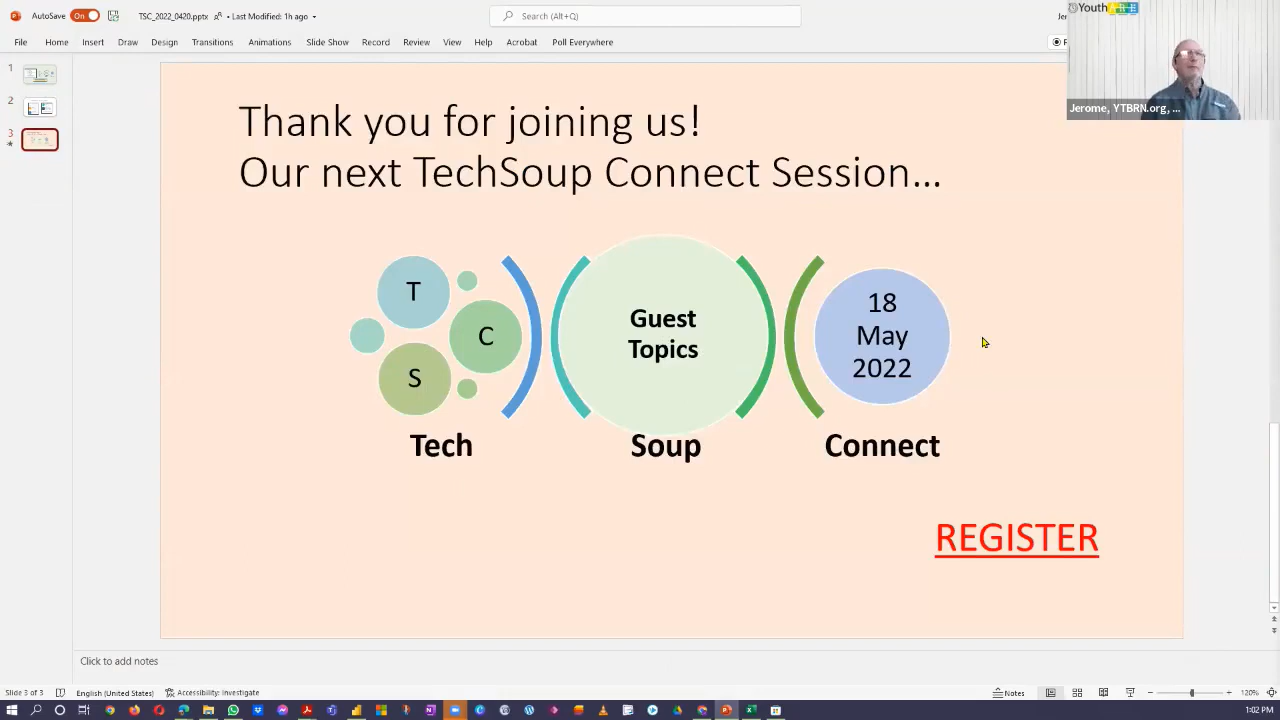 AutoSave On TSC_2022_0420.pptx • Last Modified: 1h ago
Search (Alt+Q)
File Home Insert Draw Design Transitions Animations Slide Show Record Review View Help Acrobat Poll Everywhere
Jerome, YTBRN.org, ...
1
2
3
Thank you for joining us!
Our next TechSoup Connect Session...
T
C
S
Guest
Topics
18
May
2022
Tech
Soup
Connect
REGISTER
Click to add notes
Slide 3 of 3 English (United States) Accessibility: Investigate Notes 120%
1:02 PM